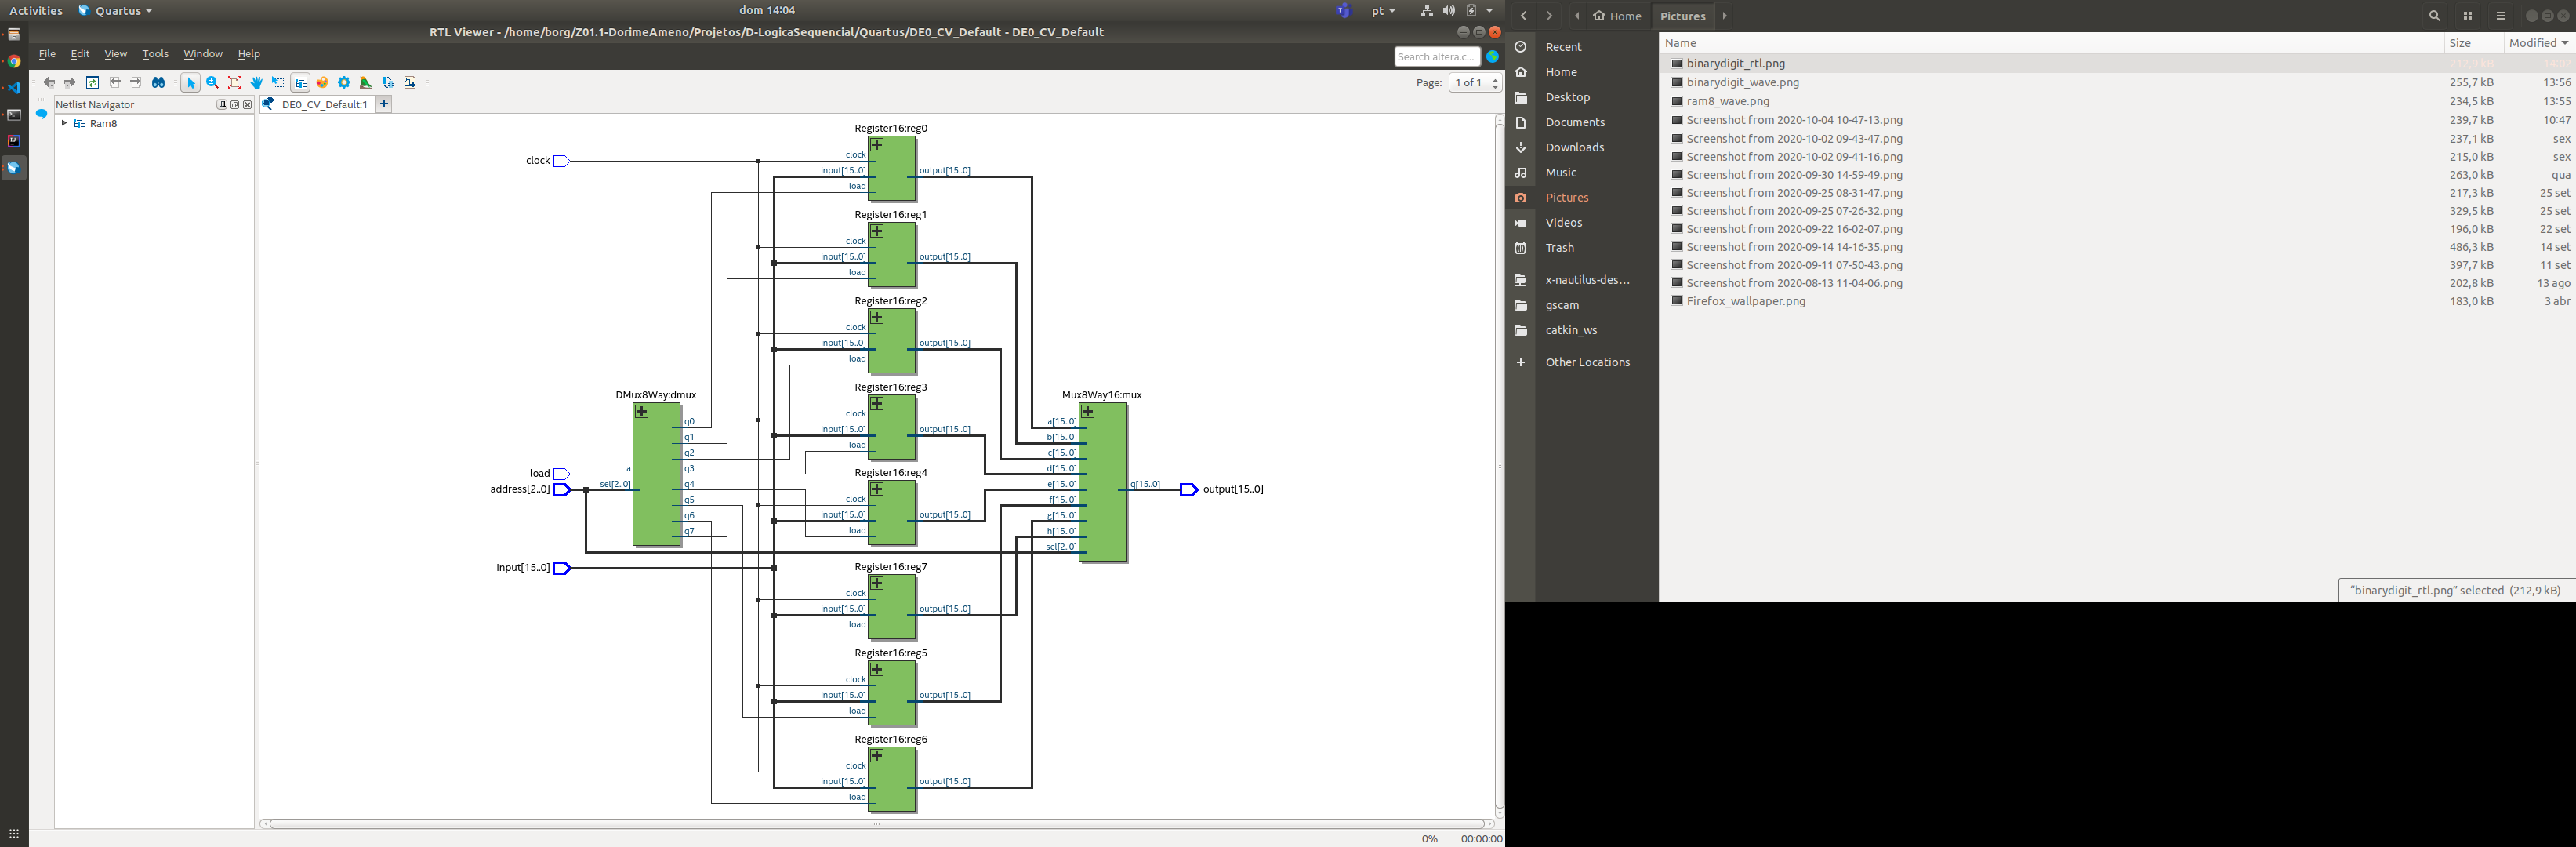 Activities Quartus dom 14:04 pt
RTL Viewer - /home/borg/Z01.1-DorimeAmeno/Projetos/D-LogicaSequencial/Quartus/DE0_CV_Default - DE0_CV_Default
File Edit View Tools Window Help Search altera.c...
Page: 1 of 1
Netlist Navigator
DE0_CV_Default:1
Ram8
Register16:reg0
clock
clock
input[15..0]
output[15..0]
load
Register16:reg1
clock
input[15..0]
output[15..0]
load
Register16:reg2
clock
input[15..0]
output[15..0]
load
Register16:reg3
clock
input[15..0]
output[15..0]
load
DMux8Way:dmux
q0
q1
q2
q3
q4
q5
q6
q7
a
sel[2..0]
load
address[2..0]
input[15..0]
Register16:reg4
clock
input[15..0]
output[15..0]
load
Register16:reg7
clock
input[15..0]
output[15..0]
load
Register16:reg5
clock
input[15..0]
output[15..0]
load
Register16:reg6
clock
input[15..0]
output[15..0]
load
Mux8Way16:mux
a[15..0]
b[15..0]
c[15..0]
d[15..0]
e[15..0]
f[15..0]
g[15..0]
h[15..0]
sel[2..0]
q[15..0]
output[15..0]
0% 00:00:00
Home Pictures
Recent
Home
Desktop
Documents
Downloads
Music
Pictures
Videos
Trash
x-nautilus-des...
gscam
catkin_ws
Other Locations
Name Size Modified
binarydigit_rtl.png 212,9 kB 14:02
binarydigit_wave.png 255,7 kB 13:56
ram8_wave.png 234,5 kB 13:55
Screenshot from 2020-10-04 10-47-13.png 239,7 kB 10:47
Screenshot from 2020-10-02 09-43-47.png 237,1 kB sex
Screenshot from 2020-10-02 09-41-16.png 215,0 kB sex
Screenshot from 2020-09-30 14-59-49.png 263,0 kB qua
Screenshot from 2020-09-25 08-31-47.png 217,3 kB 25 set
Screenshot from 2020-09-25 07-26-32.png 329,5 kB 25 set
Screenshot from 2020-09-22 16-02-07.png 196,0 kB 22 set
Screenshot from 2020-09-14 14-16-35.png 486,3 kB 14 set
Screenshot from 2020-09-11 07-50-43.png 397,7 kB 11 set
Screenshot from 2020-08-13 11-04-06.png 202,8 kB 13 ago
Firefox_wallpaper.png 183,0 kB 3 abr
"binarydigit_rtl.png" selected (212,9 kB)